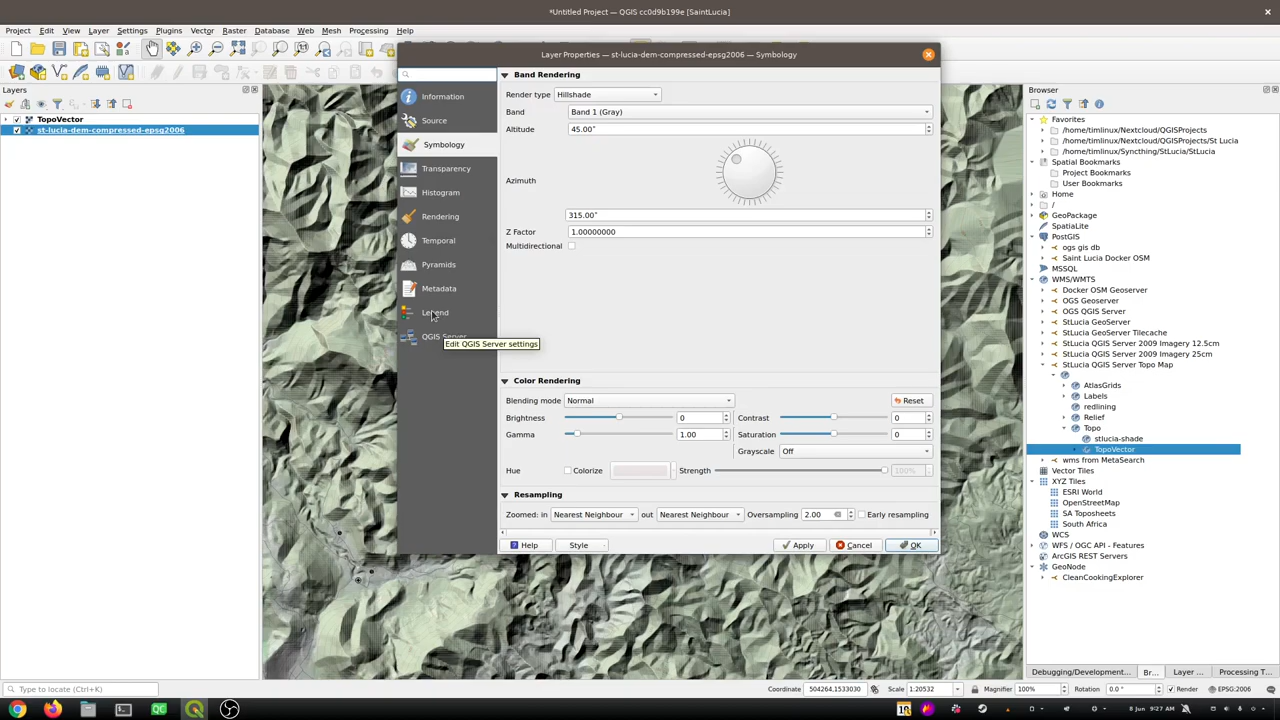 *Untitled Project — QGIS cc0d9b199e [SaintLucia]
Project Edit View Layer Settings Plugins Vector Raster Database Web Mesh Processing Help
Layer Properties — st-lucia-dem-compressed-epsg2006 — Symbology
Layers
TopoVector
st-lucia-dem-compressed-epsg2006
Information
Source
Symbology
Transparency
Histogram
Rendering
Temporal
Pyramids
Metadata
Legend
QGIS Server
Edit QGIS Server settings
Band Rendering
Render type Hillshade
Band Band 1 (Gray)
Altitude 45.00°
Azimuth
315.00°
Z Factor 1.00000000
Multidirectional
Color Rendering
Blending mode Normal Reset
Brightness 0 Contrast 0
Gamma 1.00 Saturation 0
Grayscale Off
Hue Colorize Strength 100%
Resampling
Zoomed: in Nearest Neighbour out Nearest Neighbour Oversampling 2.00 Early resampling
Help Style Apply Cancel OK
Browser
Favorites
/home/timlinux/Nextcloud/QGISProjects
/home/timlinux/Nextcloud/QGISProjects/St Lucia
/home/timlinux/Syncthing/StLucia/StLucia
Spatial Bookmarks
Project Bookmarks
User Bookmarks
Home
/
GeoPackage
SpatiaLite
PostGIS
ogs gis db
Saint Lucia Docker OSM
MSSQL
WMS/WMTS
Docker OSM Geoserver
OGS Geoserver
OGS QGIS Server
StLucia GeoServer
StLucia GeoServer Tilecache
StLucia QGIS Server 2009 Imagery 12.5cm
StLucia QGIS Server 2009 Imagery 25cm
StLucia QGIS Server Topo Map
AtlasGrids
Labels
redlining
Relief
Topo
stlucia-shade
TopoVector
wms from MetaSearch
Vector Tiles
XYZ Tiles
ESRI World
OpenStreetMap
SA Toposheets
South Africa
WCS
WFS / OGC API - Features
ArcGIS REST Servers
GeoNode
CleanCookingExplorer
Debugging/Development... Br... Layer ... Processing T...
Type to locate (Ctrl+K) Coordinate 504264,1533030 Scale 1:20532 Magnifier 100% Rotation 0.0 ° Render EPSG:2006
8 Jun 9:27 AM